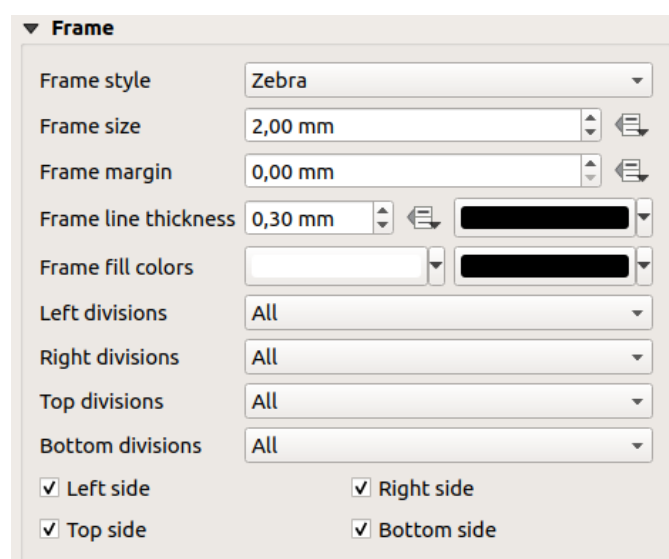 Frame
Frame style Zebra
Frame size 2,00 mm
Frame margin 0,00 mm
Frame line thickness 0,30 mm
Frame fill colors
Left divisions All
Right divisions All
Top divisions All
Bottom divisions All
Left side Right side
Top side Bottom side